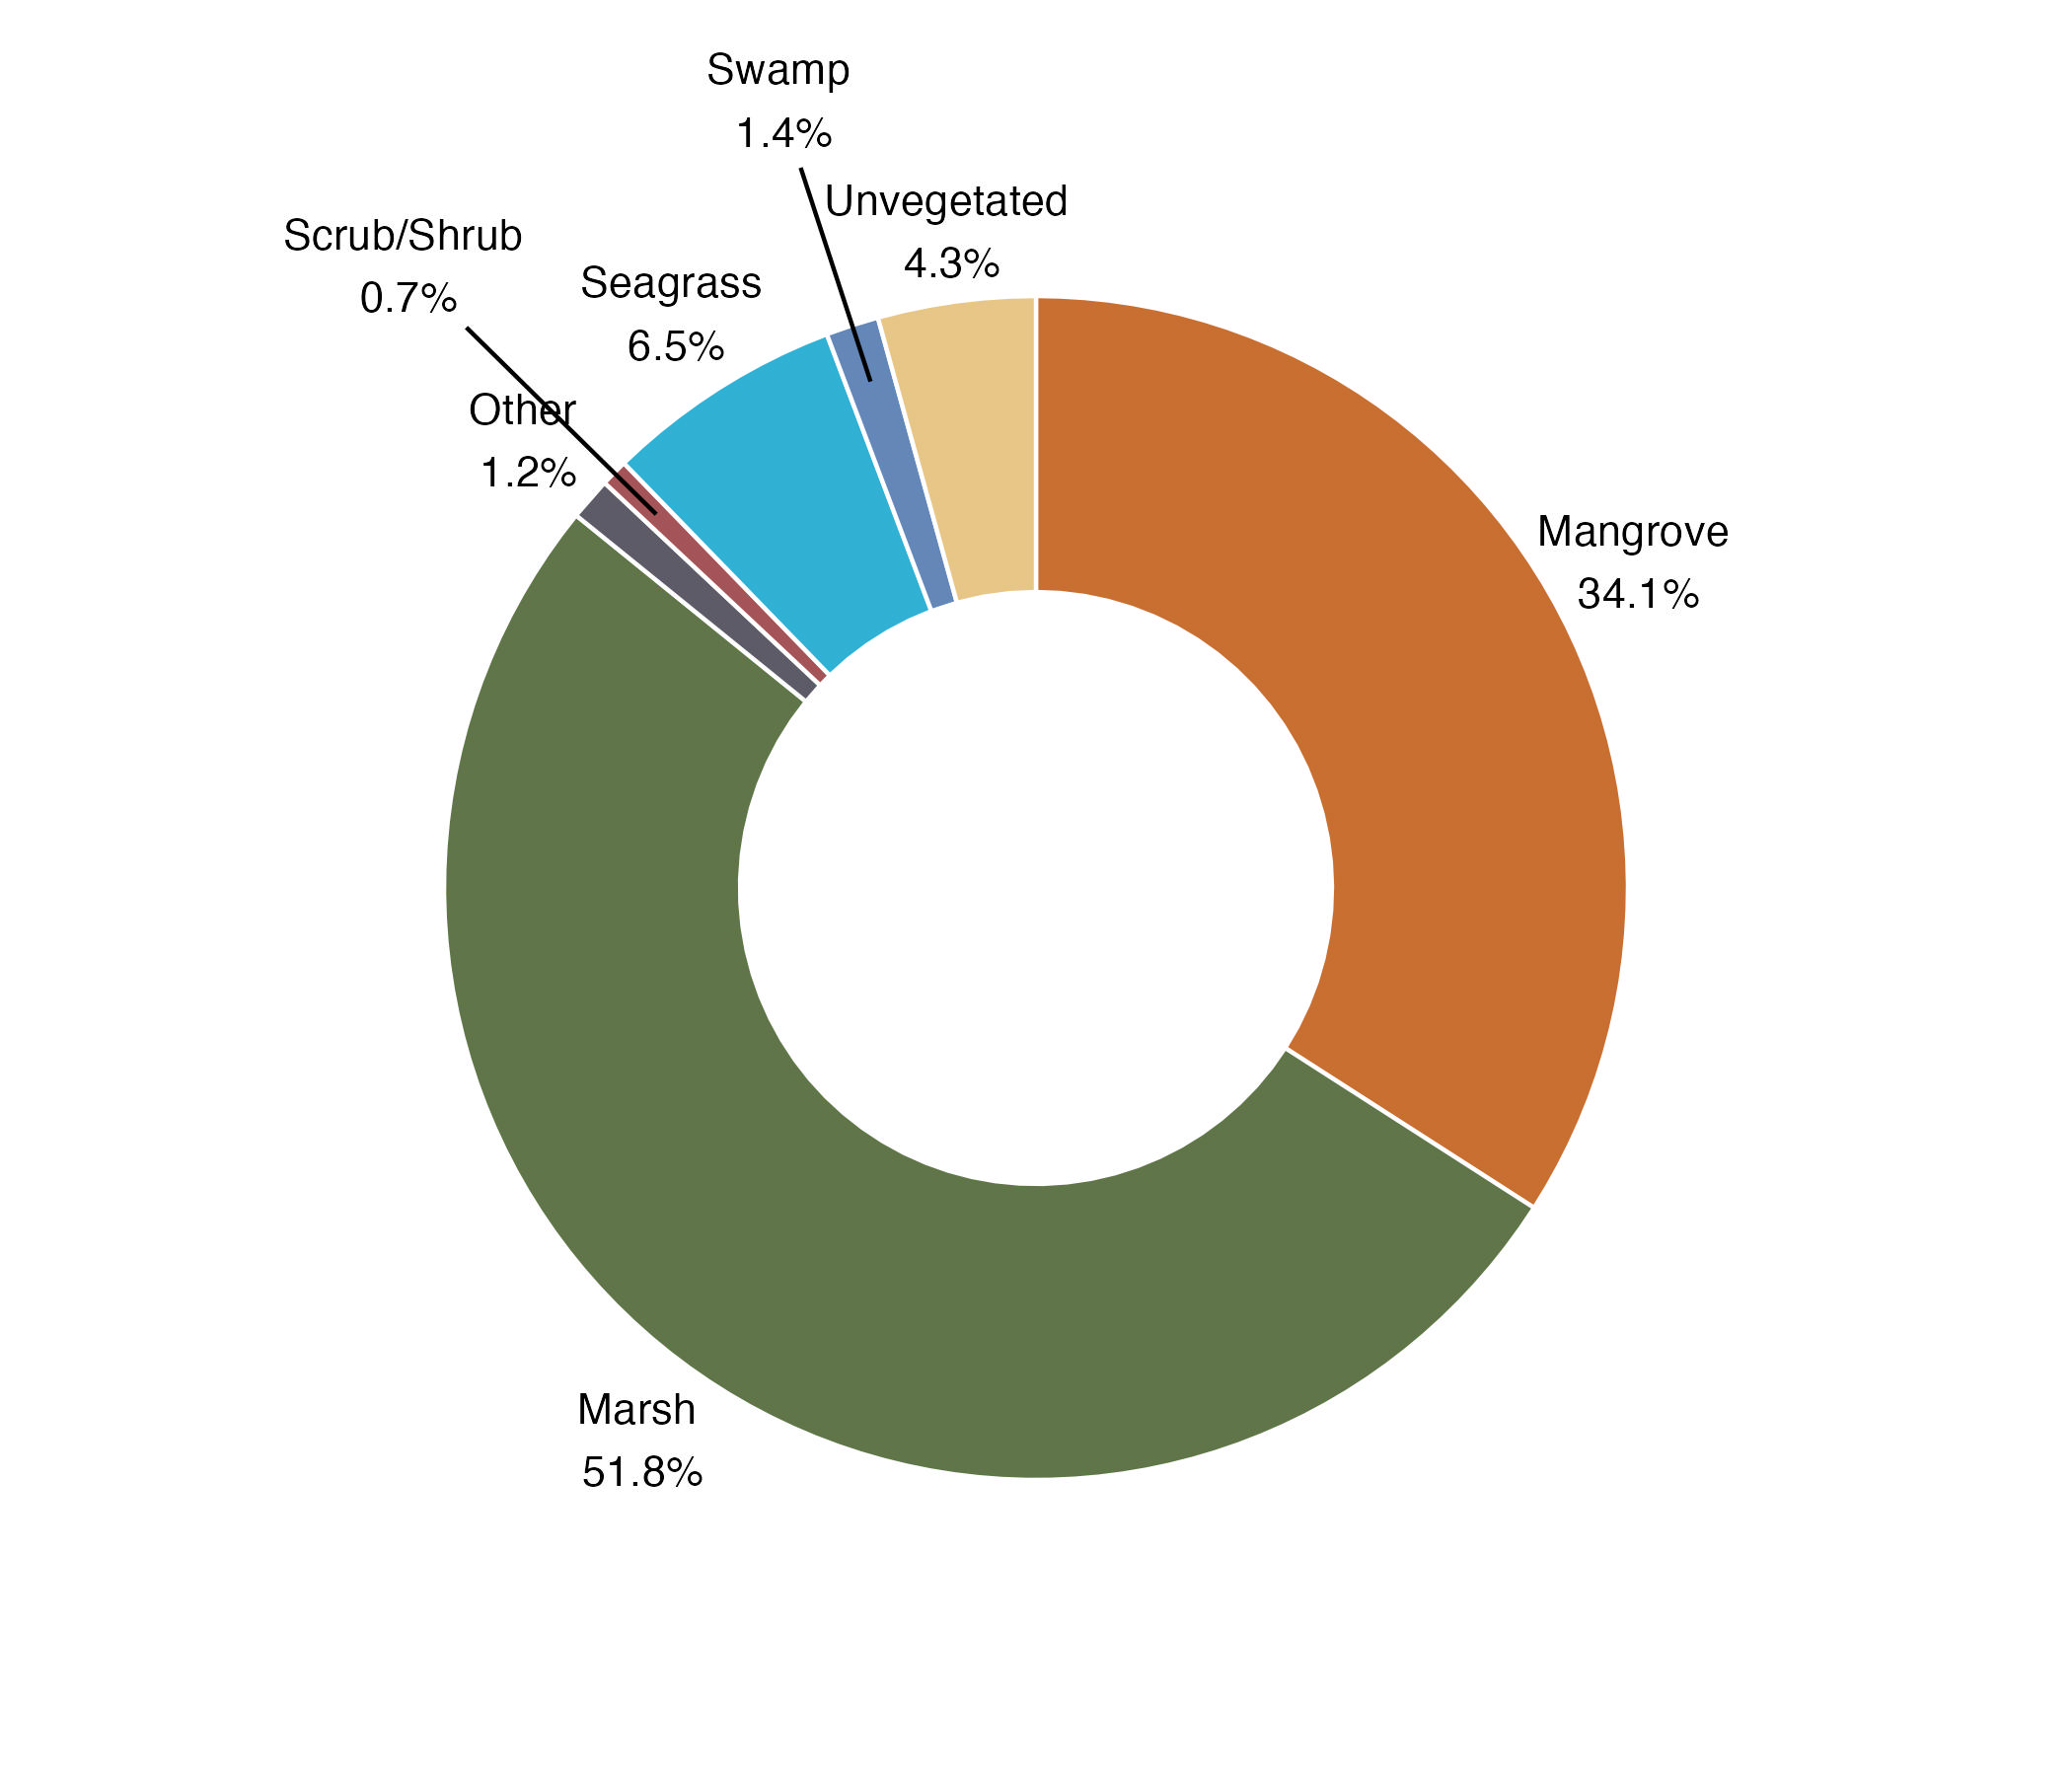 Swamp
1.4%
Unvegetated
4.3%
Scrub/Shrub
0.7%
Seagrass
6.5%
Other
1.2%
Mangrove
34.1%
Marsh
51.8%